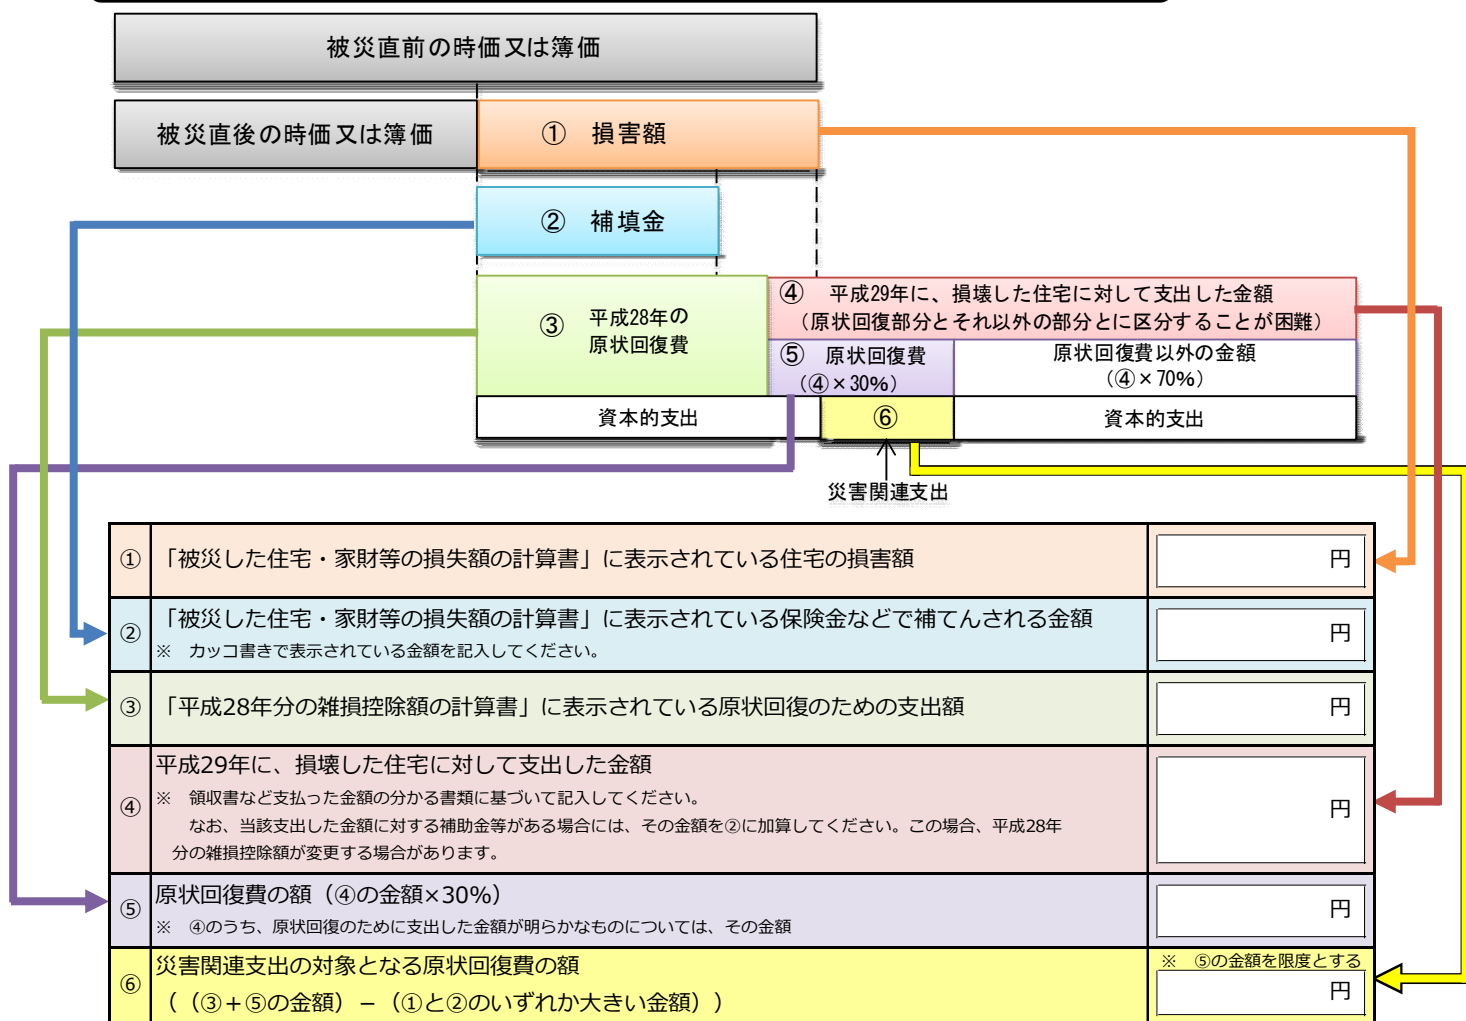 被災直前の時価又は簿価
被災直後の時価又は簿価
① 損害額
② 補填金
③ 平成28年の
原状回復費
④ 平成29年に、損壊した住宅に対して支出した金額
（原状回復部分とそれ以外の部分とに区分することが困難）
⑤ 原状回復費
（④×30%）
原状回復費以外の金額
（④×70%）
資本的支出
⑥
資本的支出
災害関連支出
① 「被災した住宅・家財等の損失額の計算書」に表示されている住宅の損害額
円
② 「被災した住宅・家財等の損失額の計算書」に表示されている保険金などで補てんされる金額
※ カッコ書きで表示されている金額を記入してください。
円
③ 「平成28年分の雑損控除額の計算書」に表示されている原状回復のための支出額
円
④ 平成29年に、損壊した住宅に対して支出した金額
※ 領収書など支払った金額の分かる書類に基づいて記入してください。
なお、当該支出した金額に対する補助金等がある場合には、その金額を②に加算してください。この場合、平成28年
分の雑損控除額が変更する場合があります。
円
⑤ 原状回復費の額（④の金額×30%）
※ ④のうち、原状回復のために支出した金額が明らかなものについては、その金額
円
⑥ 災害関連支出の対象となる原状回復費の額
（（③＋⑤の金額）－（①と②のいずれか大きい金額））
※ ⑤の金額を限度とする
円